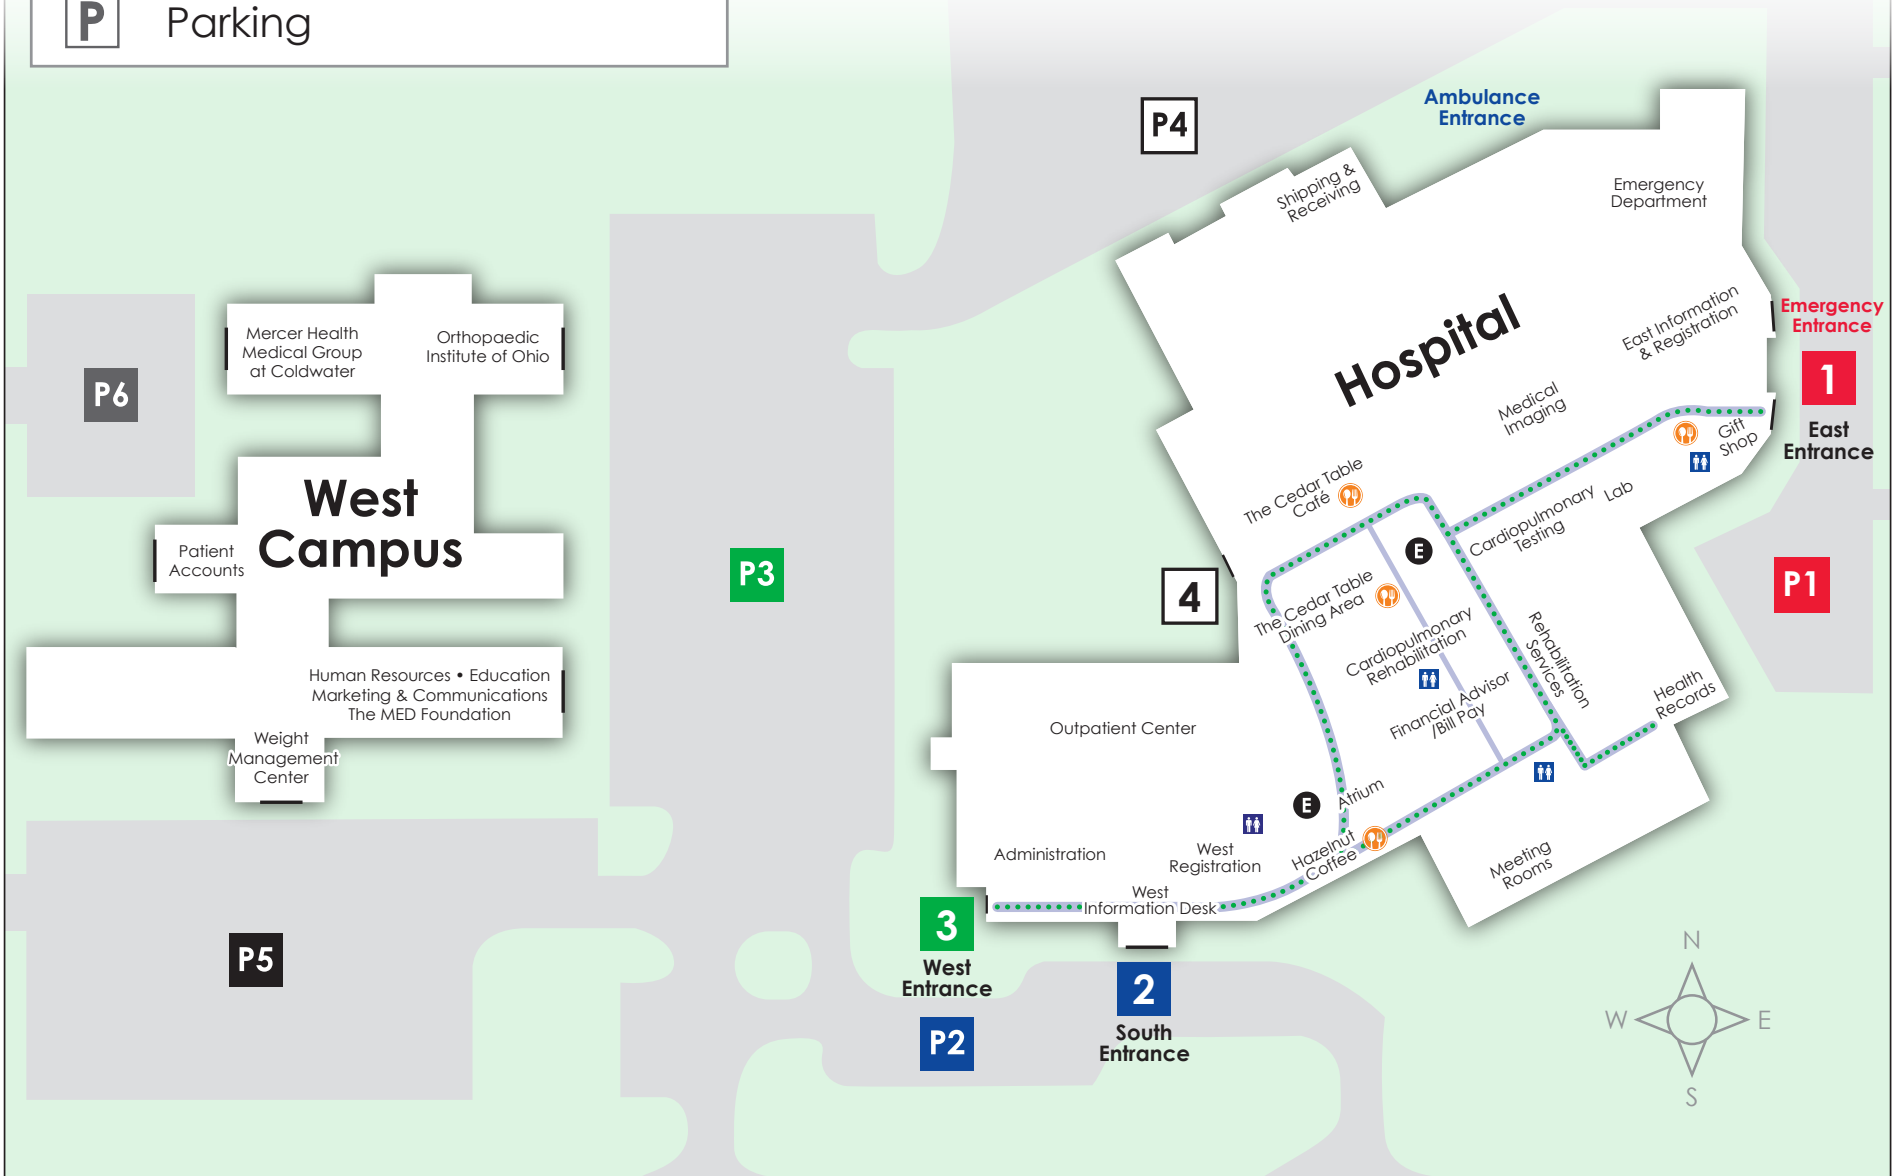 P
Parking
P4
Ambulance
Entrance
Shipping &
Receiving
Emergency
Department
East Information
& Registration
Emergency
Entrance
1
East
Entrance
Hospital
Medical
Imaging
Gift
Shop
The Cedar Table
Café
Cardiopulmonary
Testing
Lab
E
The Cedar Table
Dining Area
Cardiopulmonary
Rehabilitation
Rehabilitation
Services
Financial Advisor
/Bill Pay
Health
Records
P1
4
Outpatient Center
E
Atrium
Administration
West
Registration
Hazelnut
Coffee
Meeting
Rooms
West
Information Desk
3
West
Entrance
2
South
Entrance
P2
P3
Mercer Health
Medical Group
at Coldwater
Orthopaedic
Institute of Ohio
P6
West
Campus
Patient
Accounts
Human Resources • Education
Marketing & Communications
The MED Foundation
Weight
Management
Center
P5
N
W
E
S